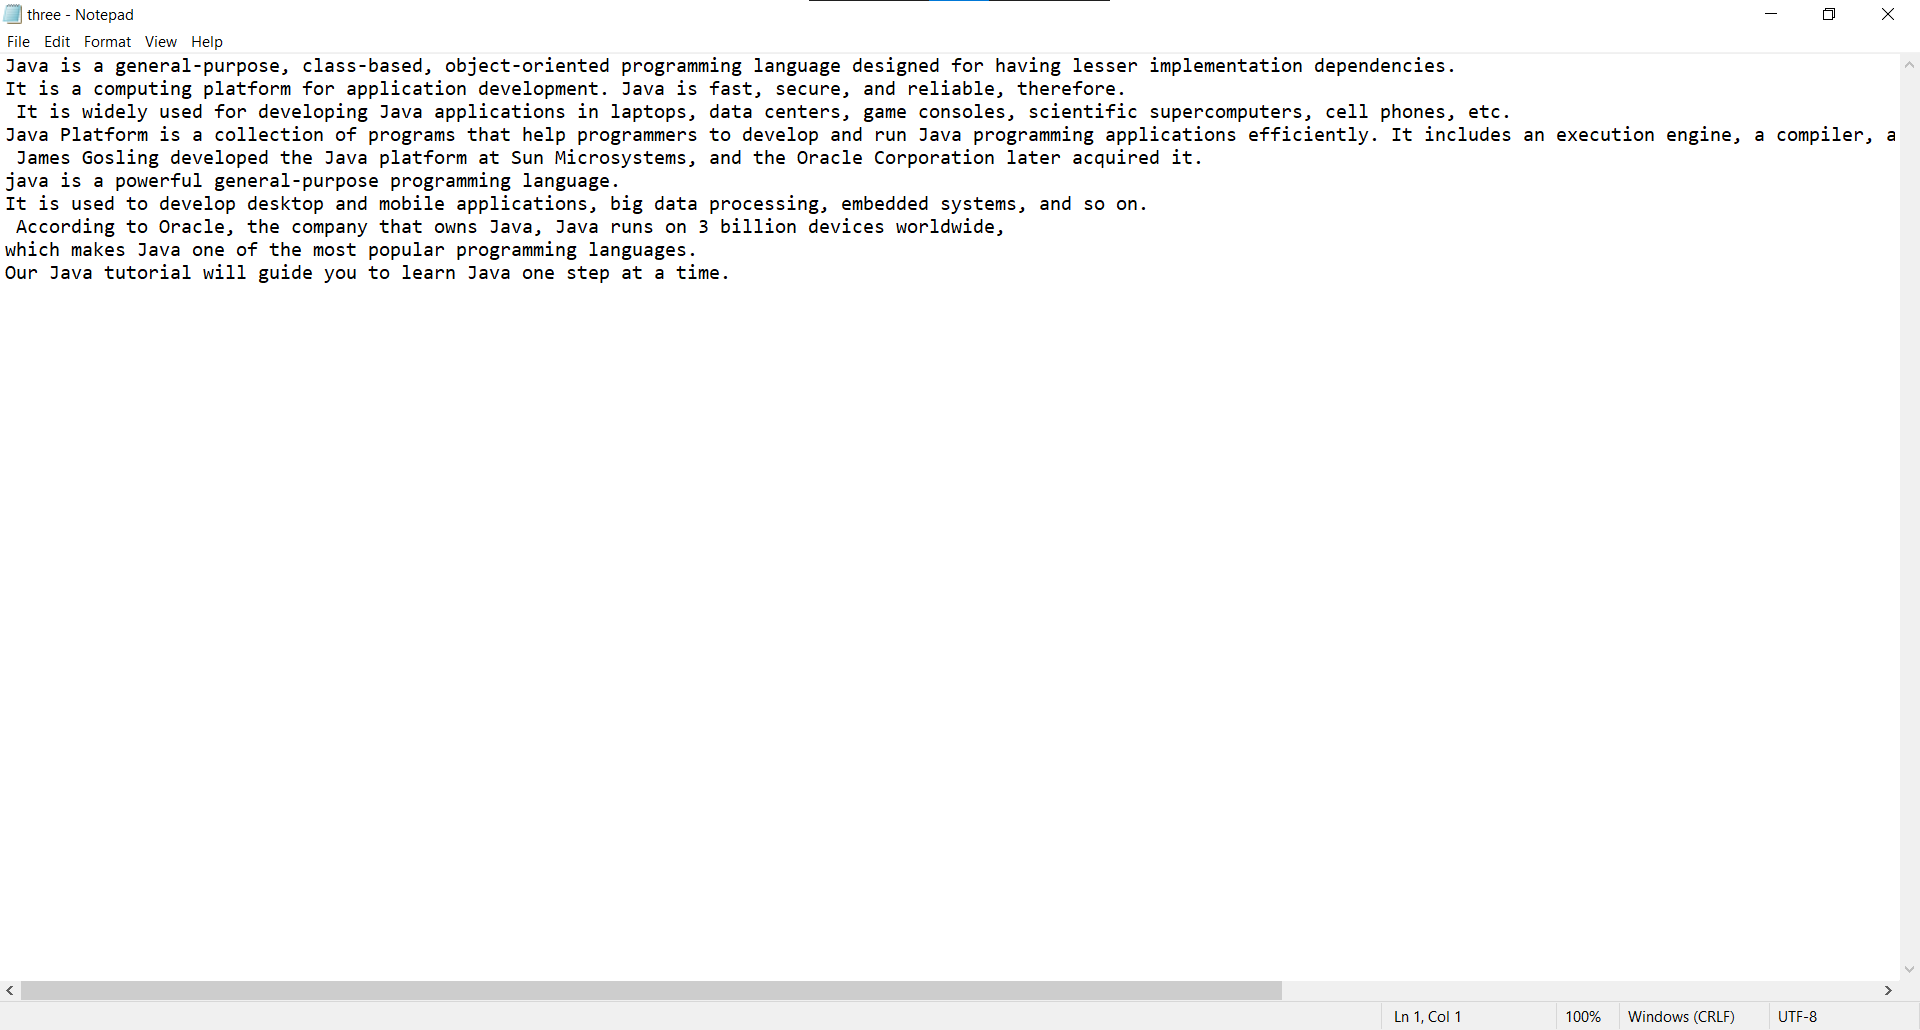 three - Notepad
File Edit Format View Help
Java is a general-purpose, class-based, object-oriented programming language designed for having lesser implementation dependencies.
It is a computing platform for application development. Java is fast, secure, and reliable, therefore.
 It is widely used for developing Java applications in laptops, data centers, game consoles, scientific supercomputers, cell phones, etc.
Java Platform is a collection of programs that help programmers to develop and run Java programming applications efficiently. It includes an execution engine, a compiler, a
 James Gosling developed the Java platform at Sun Microsystems, and the Oracle Corporation later acquired it.
java is a powerful general-purpose programming language.
It is used to develop desktop and mobile applications, big data processing, embedded systems, and so on.
 According to Oracle, the company that owns Java, Java runs on 3 billion devices worldwide,
which makes Java one of the most popular programming languages.
Our Java tutorial will guide you to learn Java one step at a time.
Ln 1, Col 1 100% Windows (CRLF) UTF-8